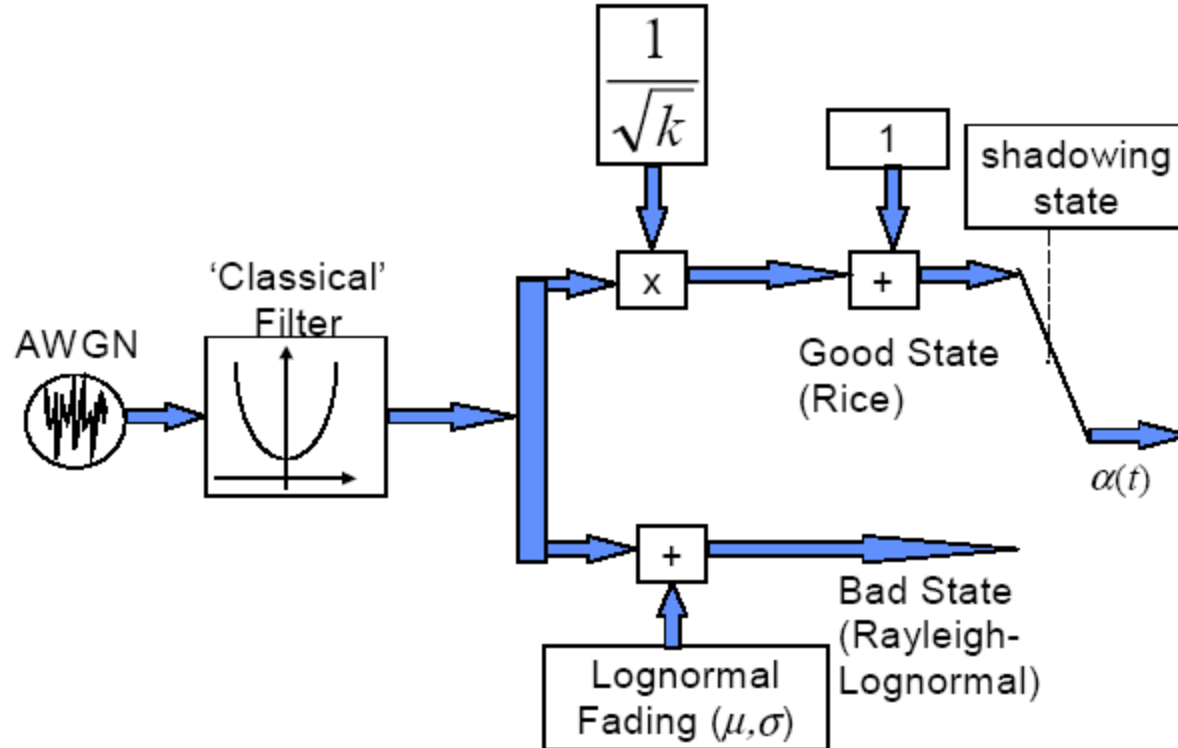 1
√k
1
shadowing
state
'Classical'
Filter
AWGN
x
+
Good State
(Rice)
α(t)
+
Bad State
(Rayleigh-
Lognormal)
Lognormal
Fading (μ,σ)